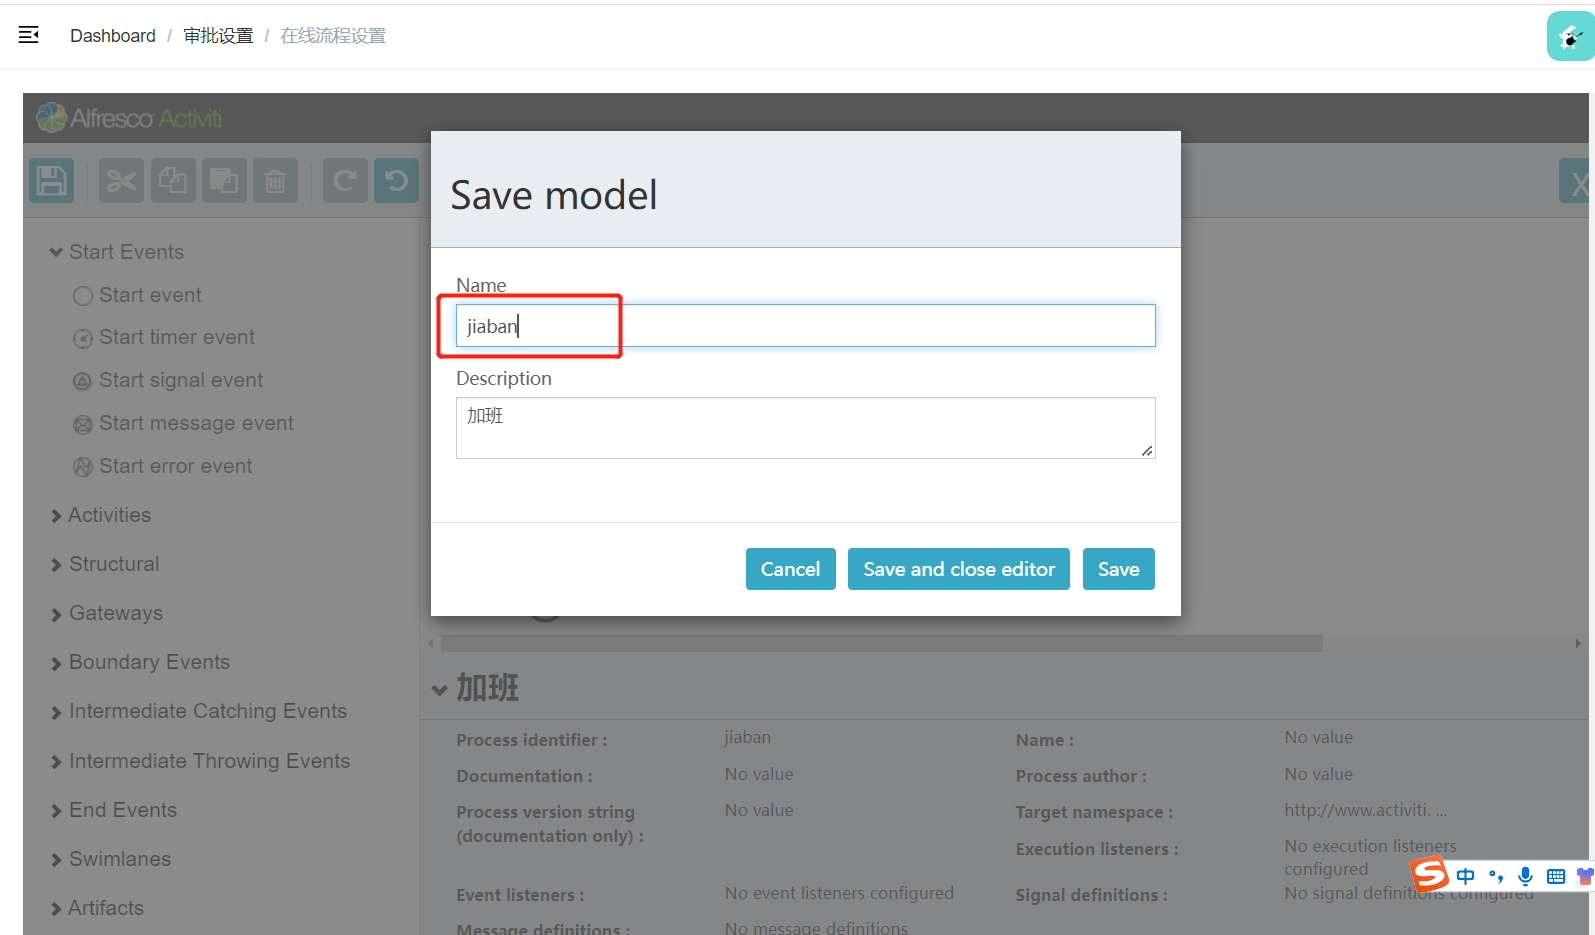 Dashboard / 审批设置 / 在线流程设置
Alfresco Activiti
X
Save model
Name
jiaban
Description
加班
Cancel
Save and close editor
Save
Start Events
Start event
Start timer event
Start signal event
Start message event
Start error event
Activities
Structural
Gateways
Boundary Events
Intermediate Catching Events
Intermediate Throwing Events
End Events
Swimlanes
Artifacts
加班
Process identifier : jiaban
Name : No value
Documentation : No value
Process author : No value
Process version string (documentation only) : No value
Target namespace : http://www.activiti. ...
Execution listeners : No execution listeners configured
Event listeners : No event listeners configured
Signal definitions : No signal definitions configured
Message definitions : No message definitions
S 中 °,